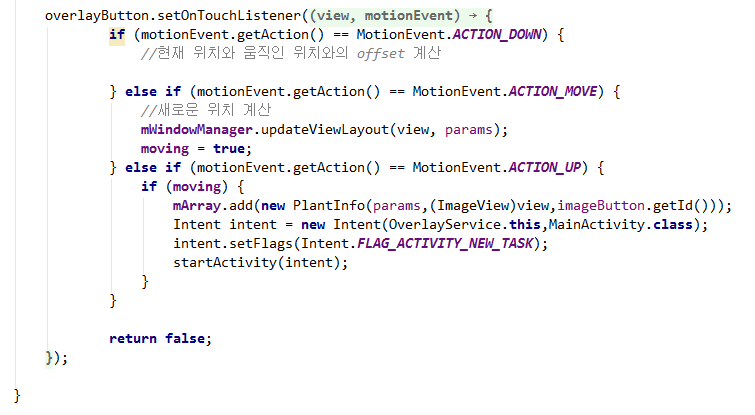 overlayButton.setOnTouchListener((view, motionEvent) → {
if (motionEvent.getAction() == MotionEvent.ACTION_DOWN) {
//현재 위치와 움직인 위치와의 offset 계산
} else if (motionEvent.getAction() == MotionEvent.ACTION_MOVE) {
//새로운 위치 계산
mWindowManager.updateViewLayout(view, params);
moving = true;
} else if (motionEvent.getAction() == MotionEvent.ACTION_UP) {
if (moving) {
mArray.add(new PlantInfo(params,(ImageView)view,imageButton.getId()));
Intent intent = new Intent(OverlayService.this,MainActivity.class);
intent.setFlags(Intent.FLAG_ACTIVITY_NEW_TASK);
startActivity(intent);
}
}
return false;
});
}